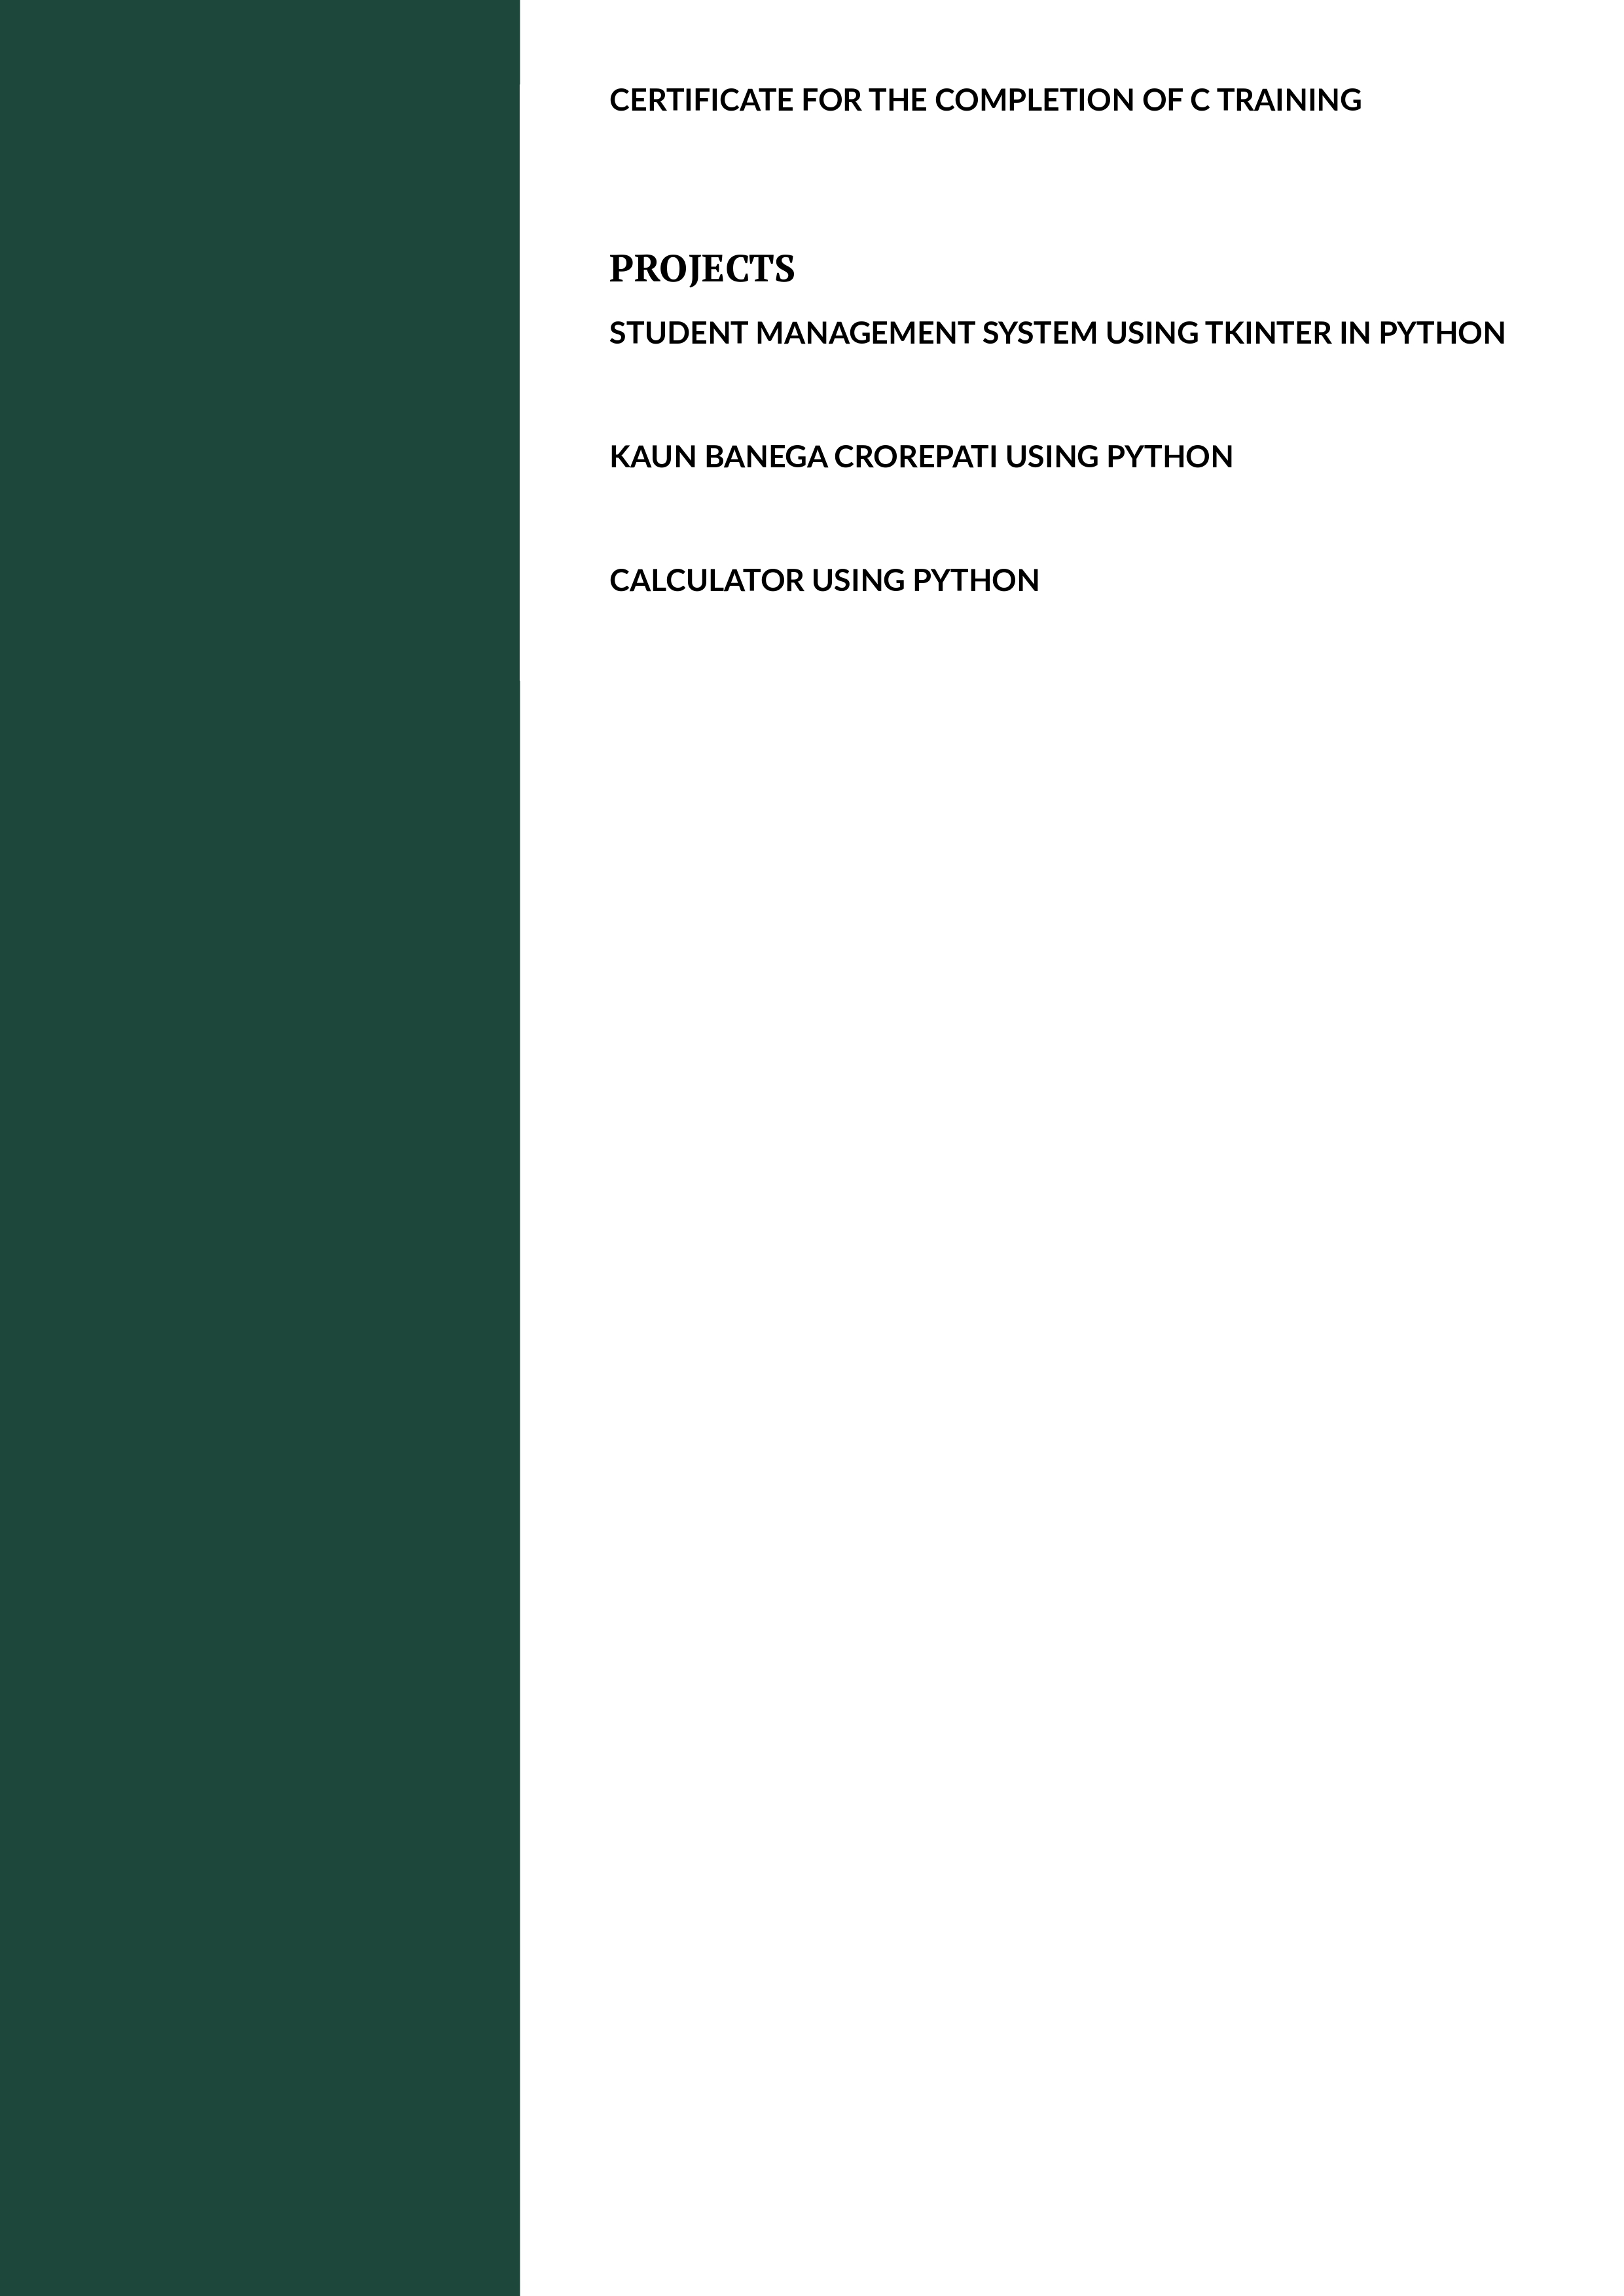 CERTIFICATE FOR THE COMPLETION OF C TRAINING
PROJECTS
STUDENT MANAGEMENT SYSTEM USING TKINTER IN PYTHON
KAUN BANEGA CROREPATI USING PYTHON
CALCULATOR USING PYTHON